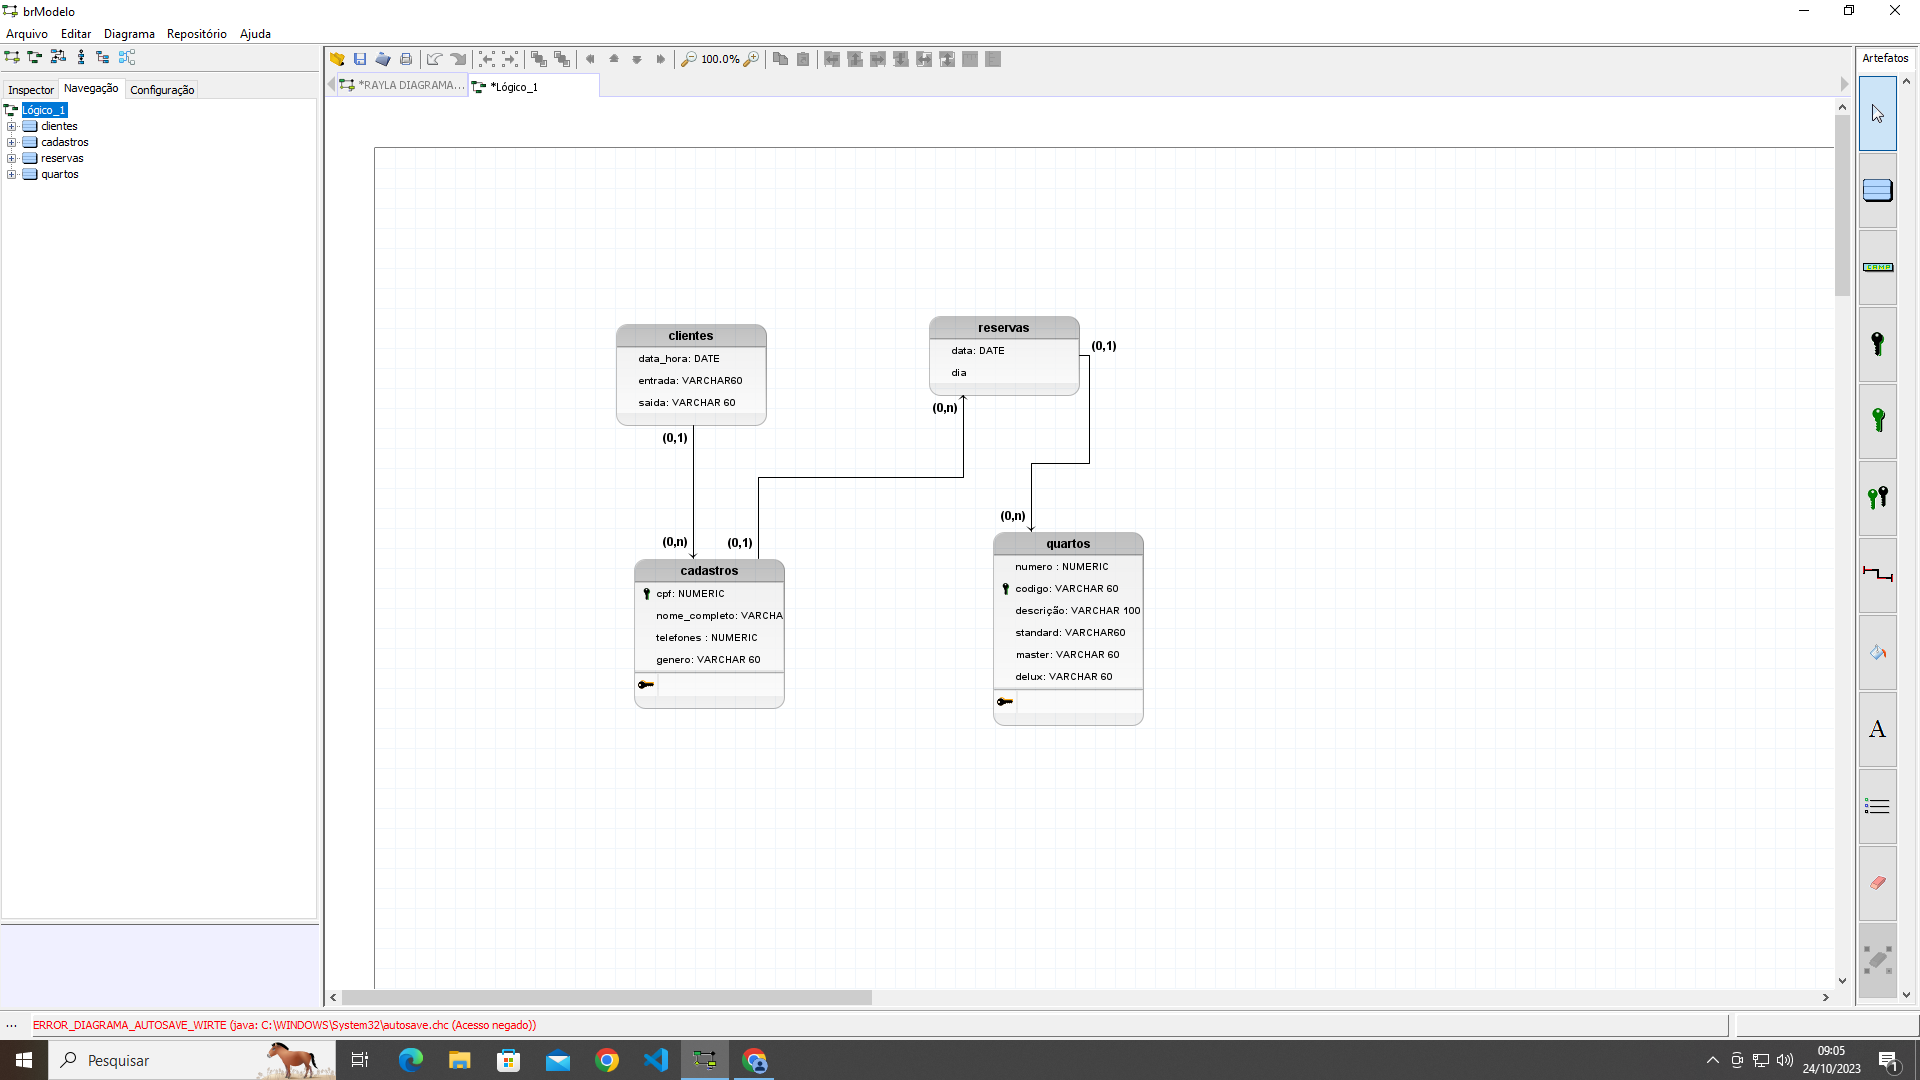 brModelo
Arquivo Editar Diagrama Repositório Ajuda
100.0%
Artefatos
Inspector Navegação Configuração
*RAYLA DIAGRAMA... *Lógico_1
Lógico_1
clientes
cadastros
reservas
quartos
clientes
data_hora: DATE
entrada: VARCHAR60
saida: VARCHAR 60
(0,1)
reservas
data: DATE
dia
(0,1)
(0,n)
(0,n)
(0,1)
cadastros
cpf: NUMERIC
nome_completo: VARCHA
telefones : NUMERIC
genero: VARCHAR 60
(0,n)
quartos
numero : NUMERIC
codigo: VARCHAR 60
descrição: VARCHAR 100
standard: VARCHAR60
master: VARCHAR 60
delux: VARCHAR 60
CAMP
A
... ERROR_DIAGRAMA_AUTOSAVE_WIRTE (java: C:\WINDOWS\System32\autosave.chc (Acesso negado))
Pesquisar
09:05
24/10/2023
1